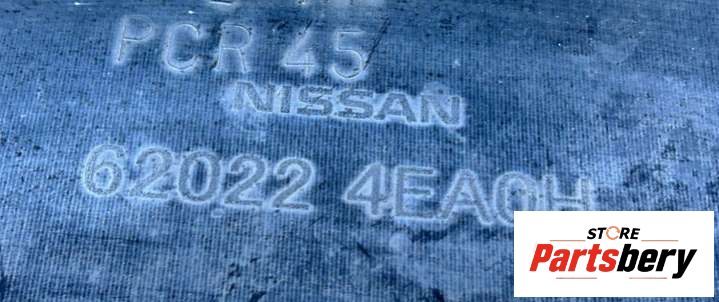 PCR 45
NISSAN
62022 4EA0H
STORE
Partsbery